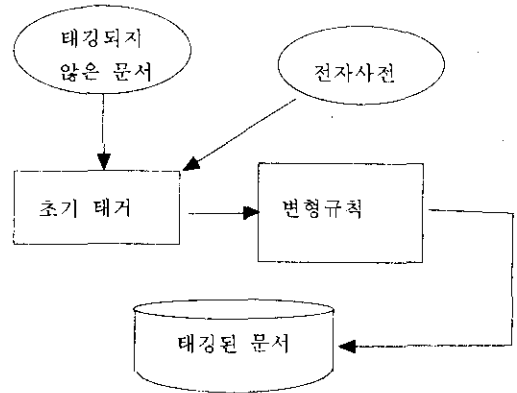 태깅되지
않은 문서
전자사전
초기 태거
변형규칙
태깅된 문서